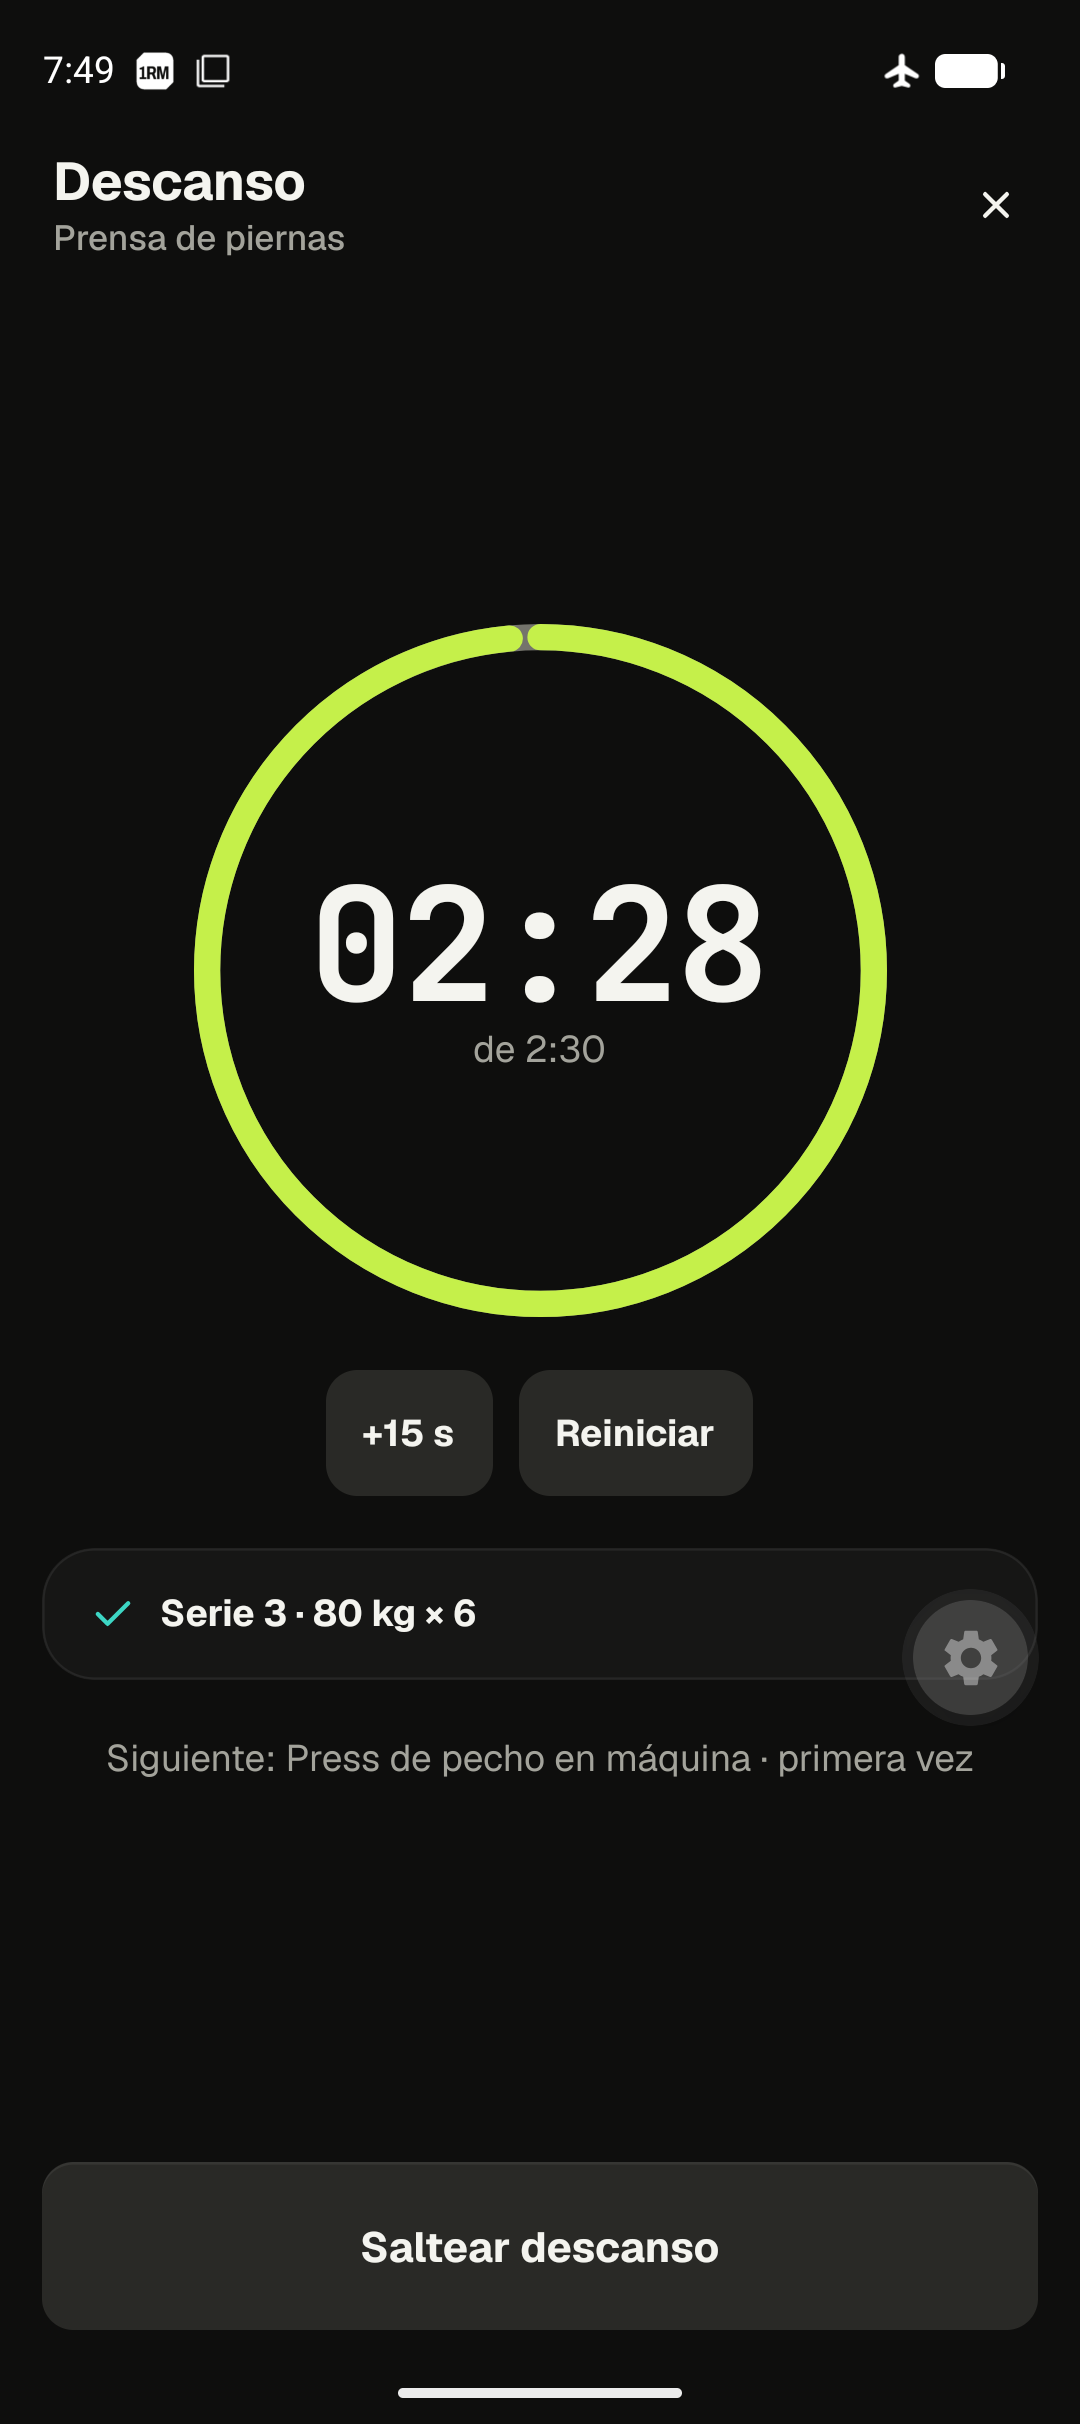 7:49 1RM
Descanso
Prensa de piernas
02:28
de 2:30
+15 s
Reiniciar
Serie 3 · 80 kg × 6
Siguiente: Press de pecho en máquina · primera vez
Saltear descanso